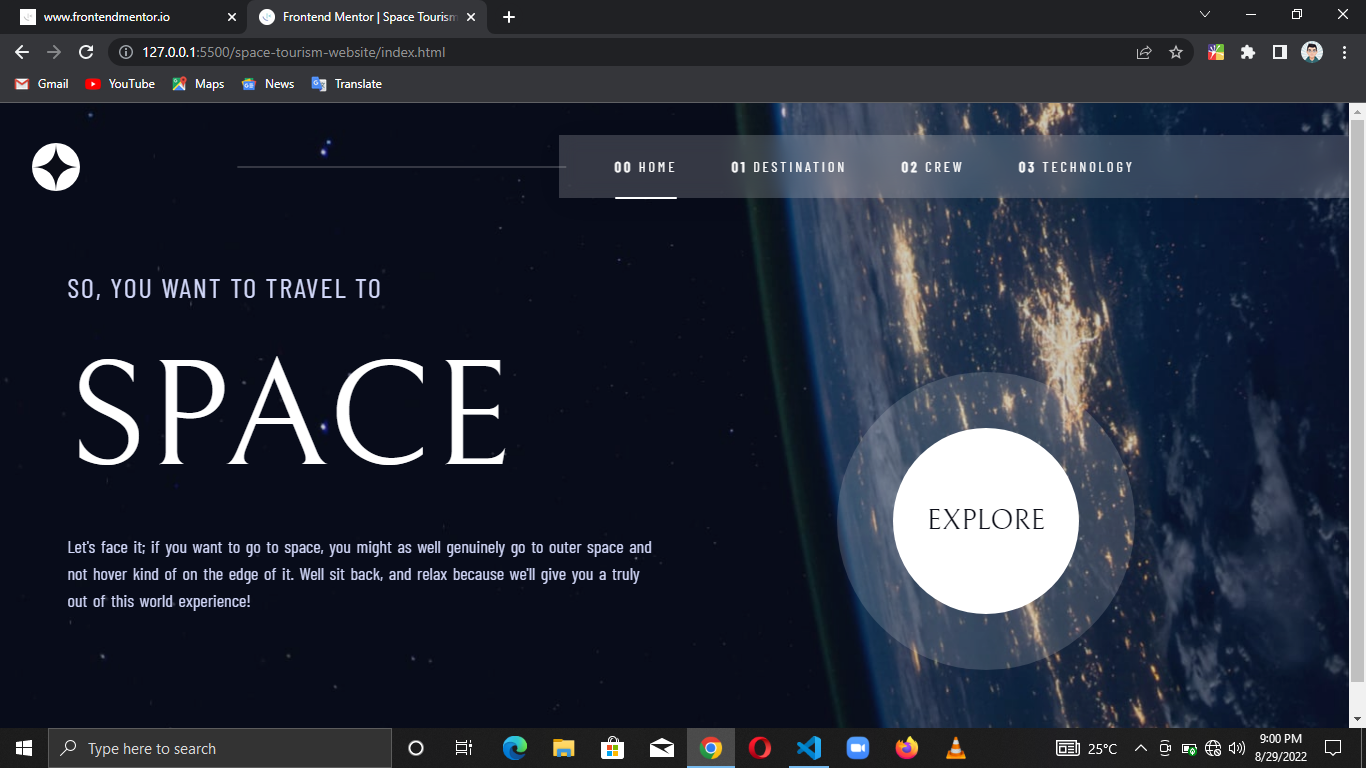 www.frontendmentor.io
Frontend Mentor | Space Tourism
127.0.0.1:5500/space-tourism-website/index.html
Gmail YouTube Maps News Translate
00 HOME 01 DESTINATION 02 CREW 03 TECHNOLOGY
SO, YOU WANT TO TRAVEL TO
SPACE
Let's face it; if you want to go to space, you might as well genuinely go to outer space and
not hover kind of on the edge of it. Well sit back, and relax because we'll give you a truly
out of this world experience!
EXPLORE
Type here to search
25°C
9:00 PM
8/29/2022